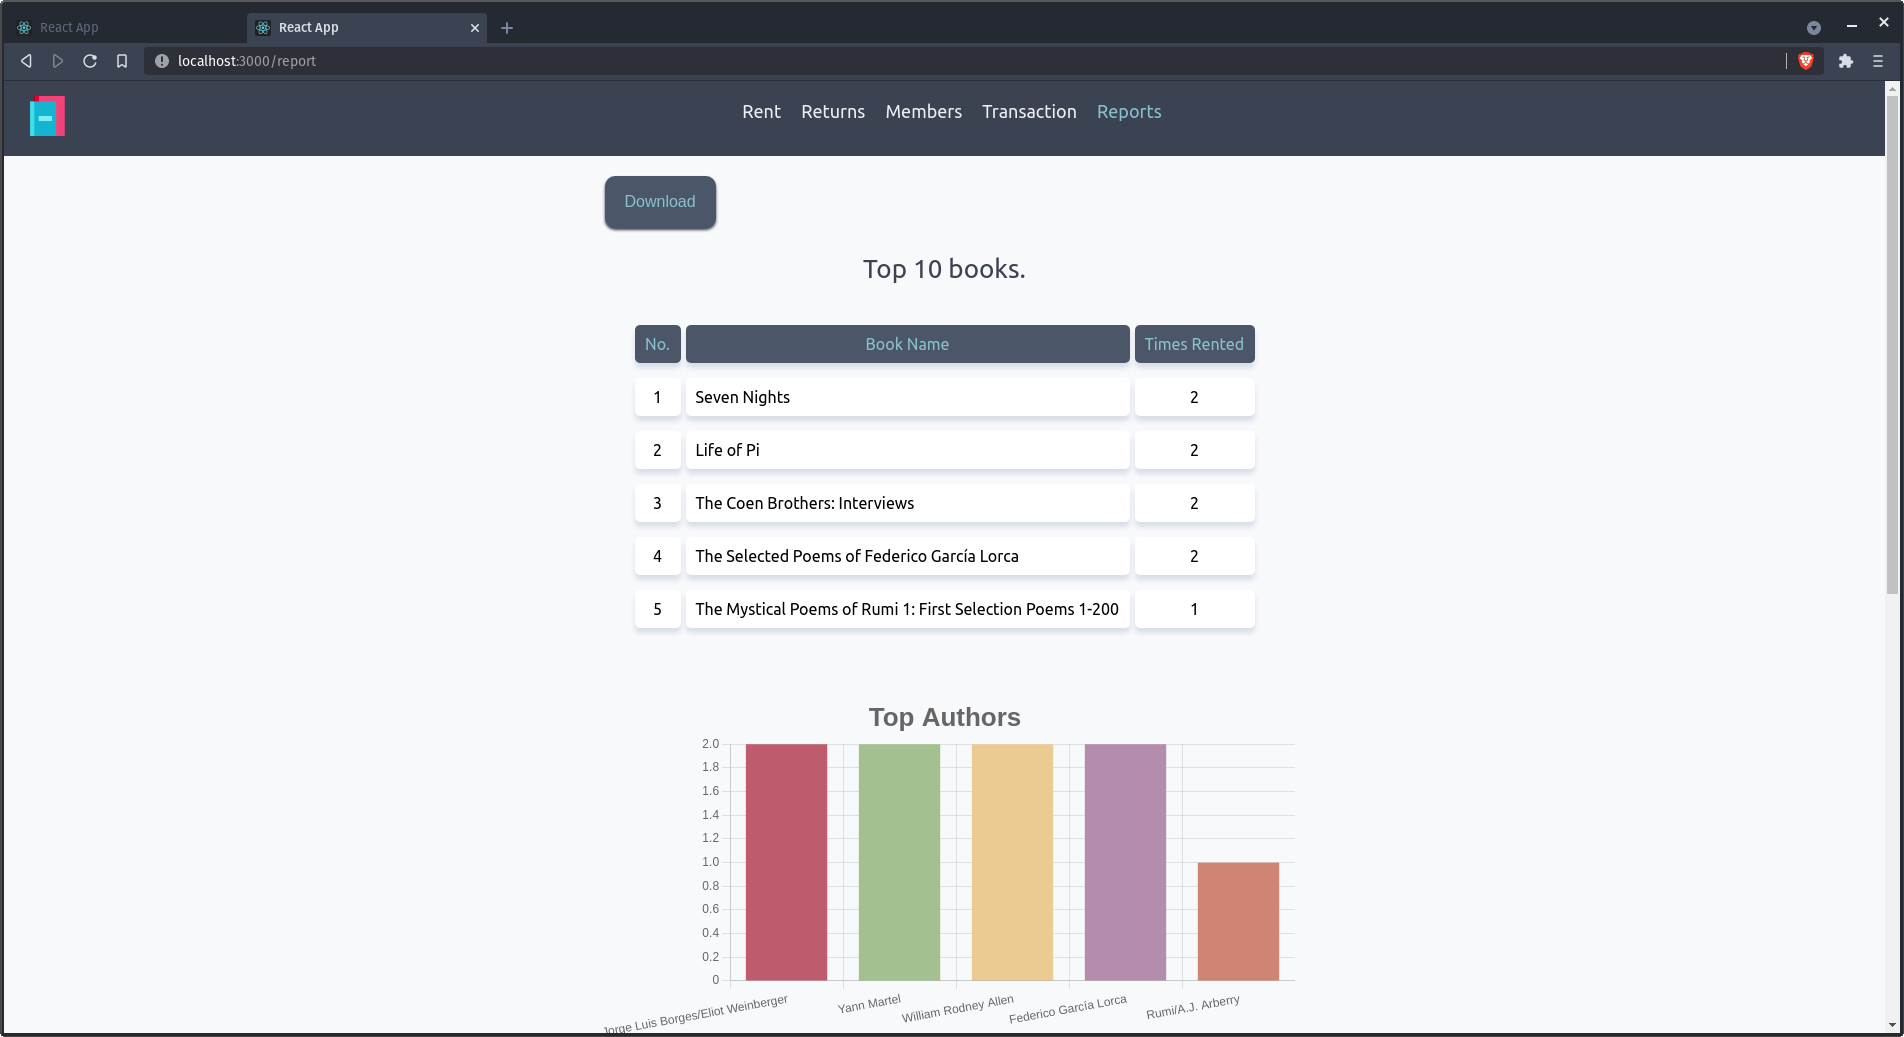 React App
React App
localhost:3000/report
Rent Returns Members Transaction Reports
Download
Top 10 books.
No. Book Name Times Rented
1 Seven Nights 2
2 Life of Pi 2
3 The Coen Brothers: Interviews 2
4 The Selected Poems of Federico García Lorca 2
5 The Mystical Poems of Rumi 1: First Selection Poems 1-200 1
Top Authors
2.0
1.8
1.6
1.4
1.2
1.0
0.8
0.6
0.4
0.2
0
Jorge Luis Borges/Eliot Weinberger
Yann Martel
William Rodney Allen
Federico García Lorca
Rumi/A.J. Arberry